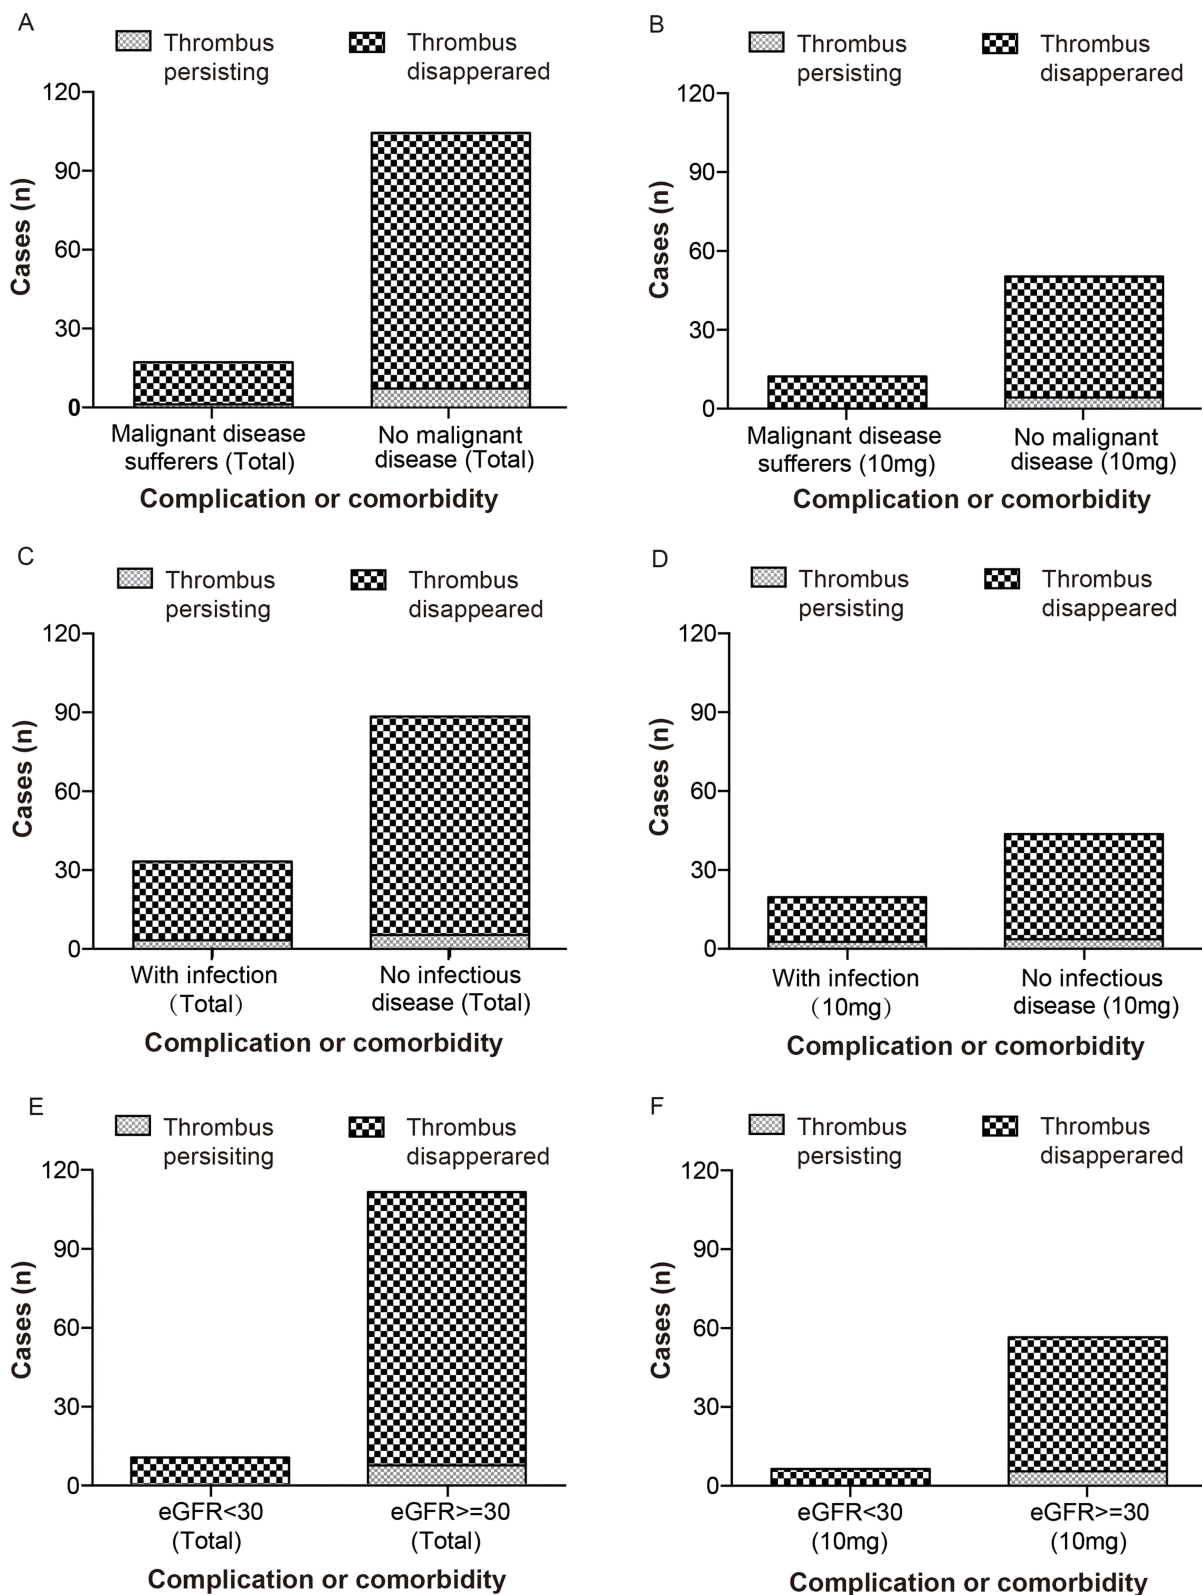 A
Thrombus
persisting
Thrombus
disapperared
120
90
60
30
0
Cases (n)
Malignant disease
sufferers (Total)
No malignant
disease (Total)
Complication or comorbidity
B
Thrombus
persisting
Thrombus
disapperared
120
90
60
30
0
Cases (n)
Malignant disease
sufferers (10mg)
No malignant
disease (10mg)
Complication or comorbidity
C
Thrombus
persisting
Thrombus
disappeared
120
90
60
30
0
Cases (n)
With infection
（Total）
No infectious
disease (Total)
Complication or comorbidity
D
Thrombus
persisting
Thrombus
disappeared
120
90
60
30
0
Cases (n)
With infection
（10mg）
No infectious
disease (10mg)
Complication or comorbidity
E
Thrombus
persisiting
Thrombus
disapperared
120
90
60
30
0
Cases (n)
eGFR<30
(Total)
eGFR>=30
(Total)
Complication or comorbidity
F
Thrombus
persisting
Thrombus
disapperared
120
90
60
30
0
Cases (n)
eGFR<30
(10mg)
eGFR>=30
(10mg)
Complication or comorbidity